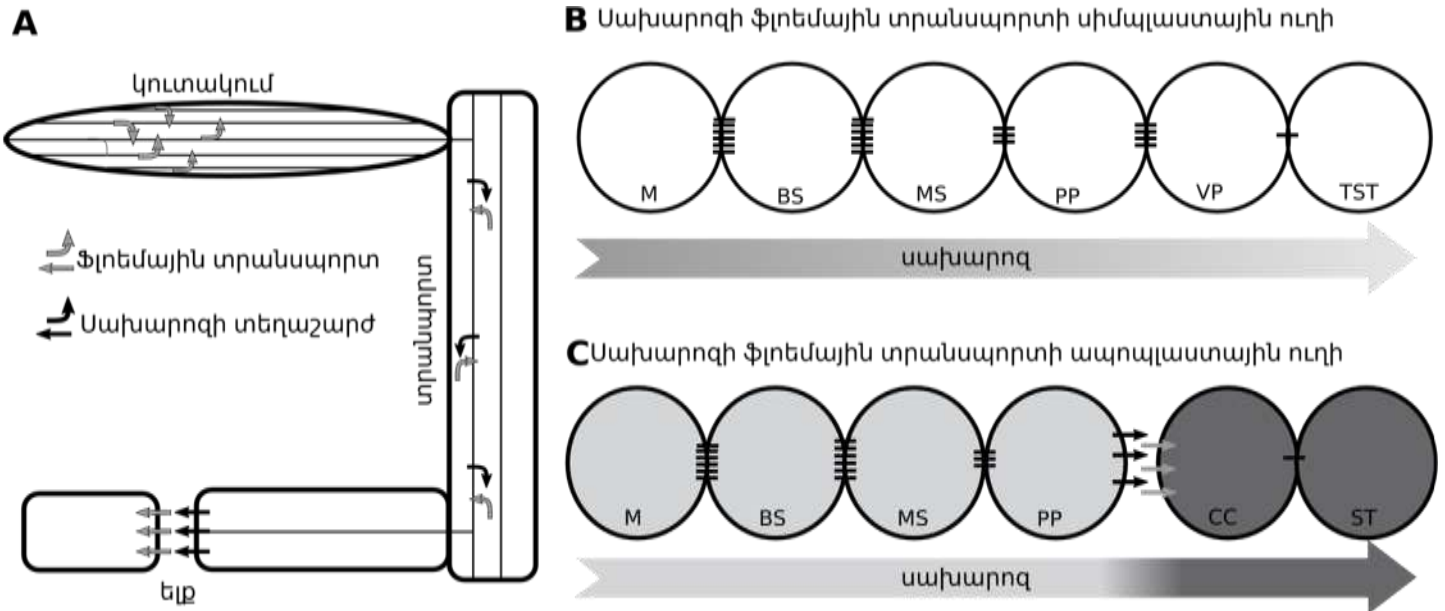 A
կուտակում
Ֆլոեմային տրանսպորտ
Սախարոզի տեղաշարժ
տրանսպորտ
ելք
B Սախարոզի ֆլոեմային տրանսպորտի սիմպլաստային ուղի
M BS MS PP VP TST
սախարոզ
C Սախարոզի ֆլոեմային տրանսպորտի ապոպլաստային ուղի
M BS MS PP CC ST
սախարոզ